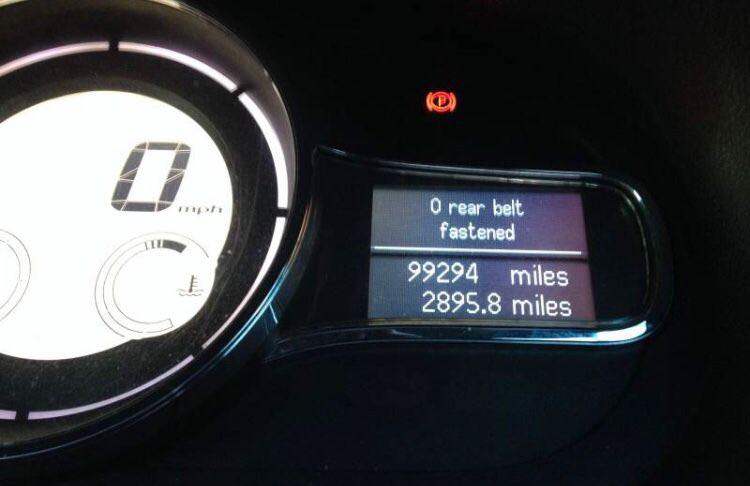 P
0 mph
0 rear belt
fastened
99294 miles
2895.8 miles